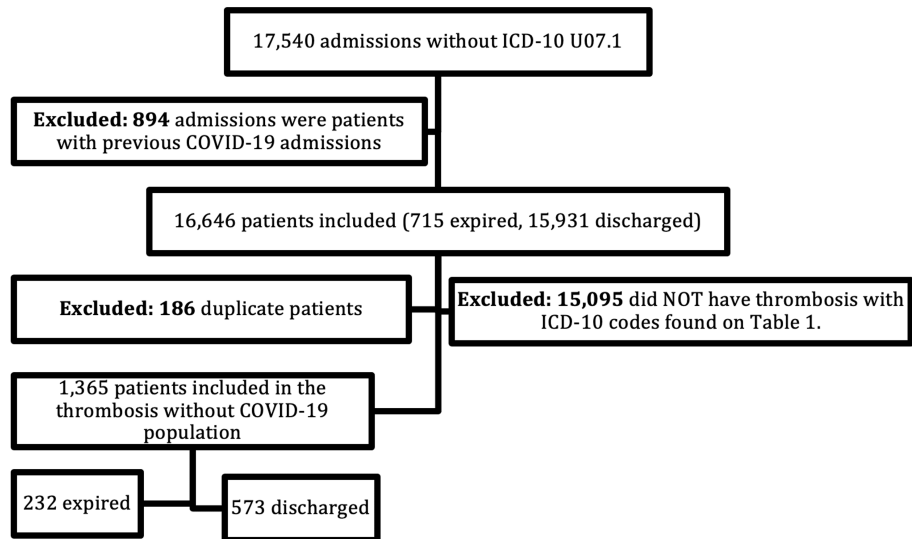 17,540 admissions without ICD-10 U07.1
Excluded: 894 admissions were patients
with previous COVID-19 admissions
16,646 patients included (715 expired, 15,931 discharged)
Excluded: 186 duplicate patients
Excluded: 15,095 did NOT have thrombosis with
ICD-10 codes found on Table 1.
1,365 patients included in the
thrombosis without COVID-19
population
232 expired
573 discharged